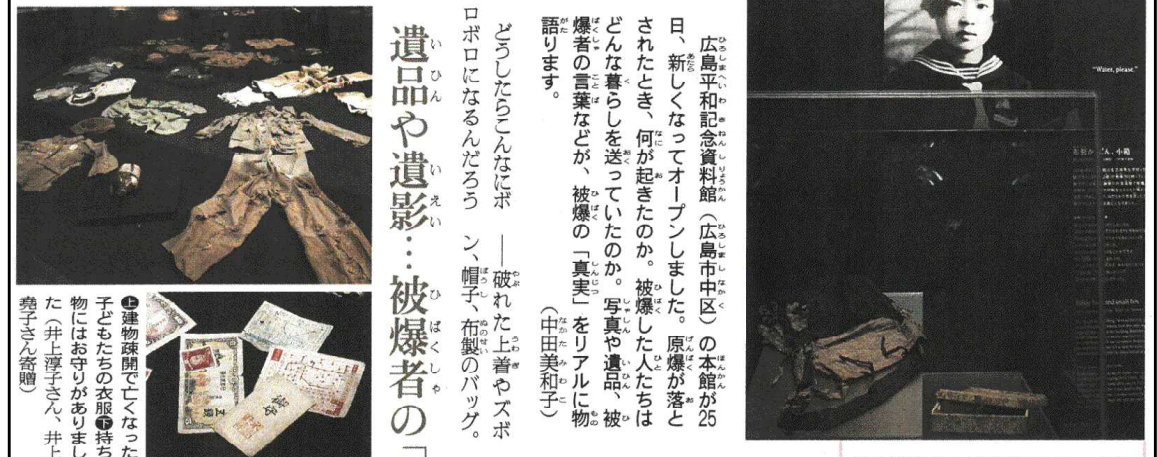 広島平和記念資料館（広島市中区）の本館が25
日、新しくなってオープンしました。原爆が落と
されたとき、何が起きたのか。被爆した人たちは
どんな暮らしを送っていたのか。写真や遺品、被
爆者の言葉などが、被爆の「真実」をリアルに物
語ります。
（中田美和子）
どうしたらこんなにボ
ロボロになるんだろう
――破れた上着やズボ
ン、帽子、布製のバッグ。
遺品や遺影…被爆者の「
㊤建物疎開で亡くなった
子どもたちの衣服㊦持ち
物にはお守りがありまし
た（井上淳子さん、井上
堯子さん寄贈）
"Water, please."